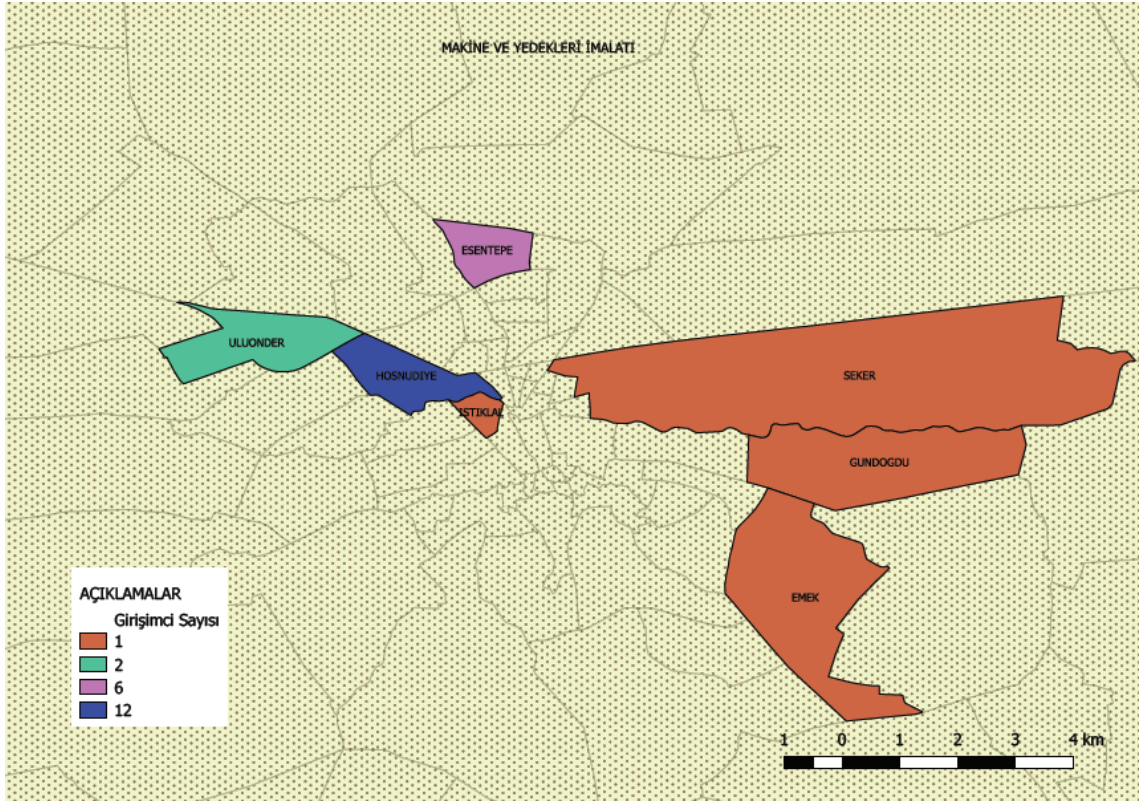 MAKİNE VE YEDEKLERİ İMALATI
ESENTEPE
ULUONDER
HOSNUDIYE
ISTIKLAL
SEKER
GUNDOGDU
EMEK
AÇIKLAMALAR
Girişimci Sayısı
1
2
6
12
1 0 1 2 3 4 km